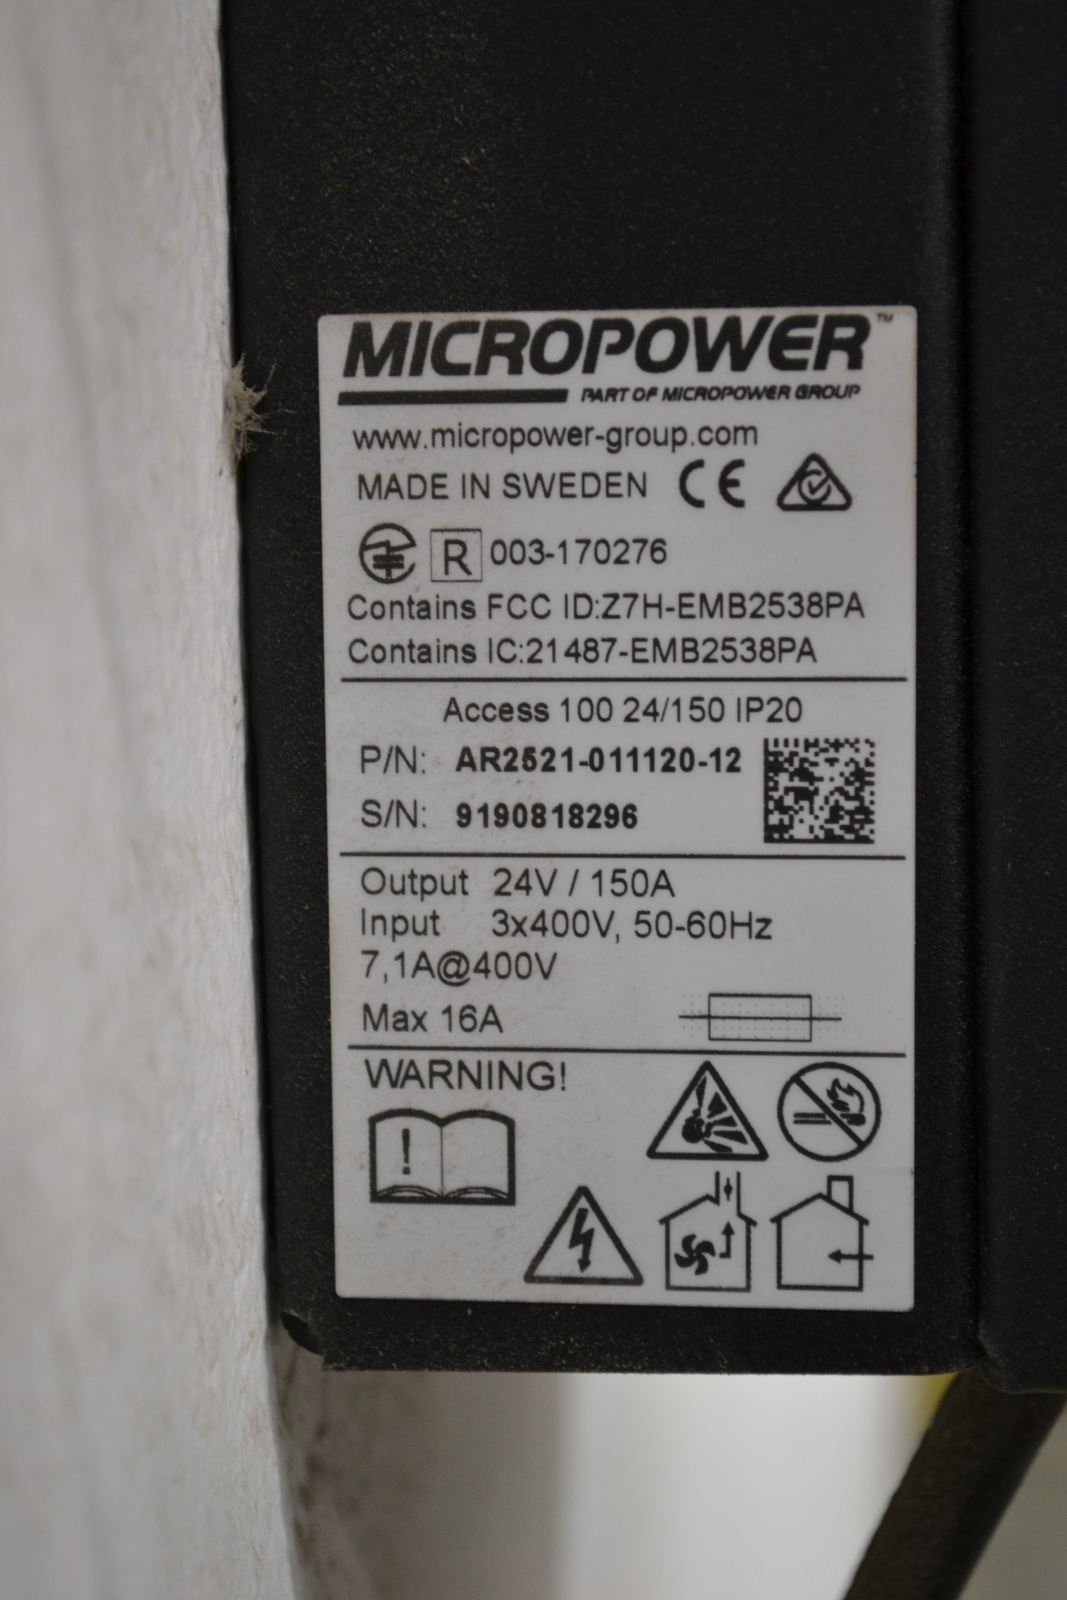 MICROPOWER™
PART OF MICROPOWER GROUP
www.micropower-group.com
MADE IN SWEDEN CE
R 003-170276
Contains FCC ID:Z7H-EMB2538PA
Contains IC:21487-EMB2538PA
Access 100 24/150 IP20
P/N: AR2521-011120-12
S/N: 9190818296
Output 24V / 150A
Input 3x400V, 50-60Hz
7,1A@400V
Max 16A
WARNING!
!